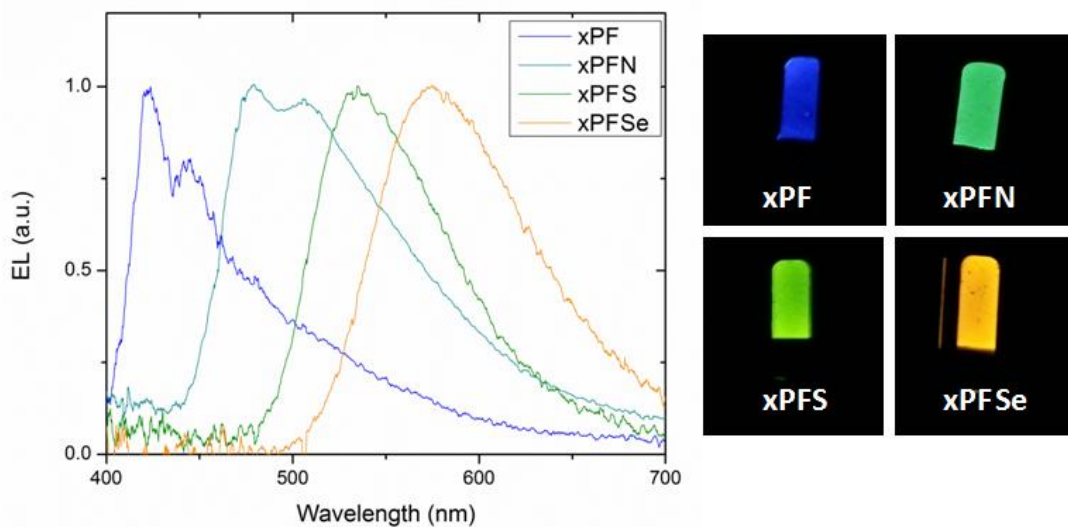 xPF
xPFN
xPFS
xPFSe
1.0
0.5
0.0
EL (a.u.)
400
500
600
700
Wavelength (nm)
xPF
xPFN
xPFS
xPFSe